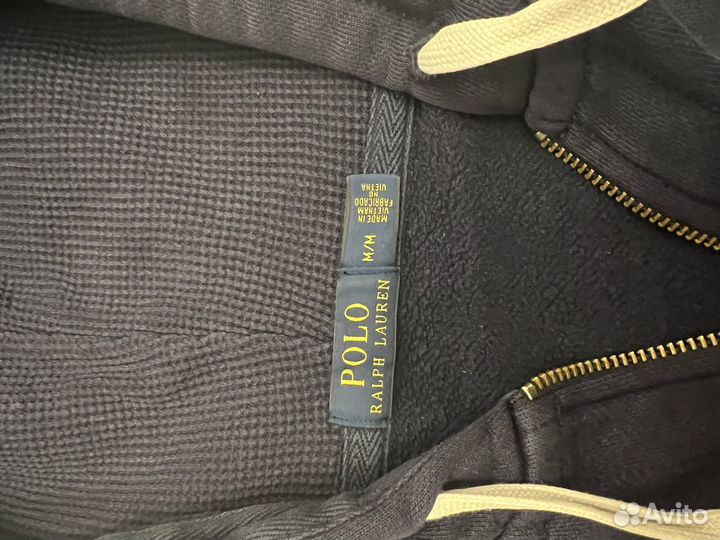 POLO
RALPH LAUREN
M/M
MADE IN
VIETNAM
FABRICADO
NO
VIETNA
Avito